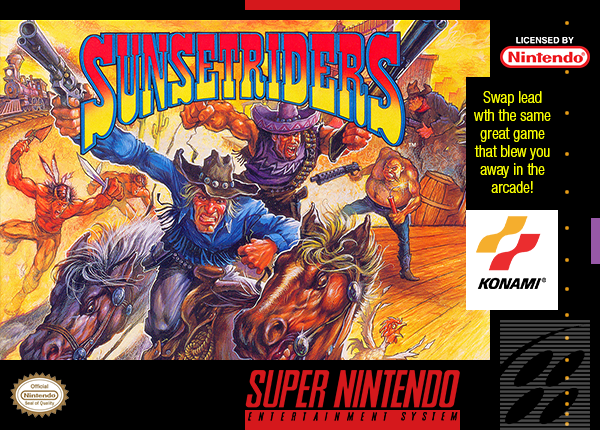 SUNSETRIDERS
TM
LICENSED BY
Nintendo®
Swap lead
wth the same
great game
that blew you
away in the
arcade!
KONAMI®
Official
Nintendo
Seal of Quality
SUPER NINTENDO
ENTERTAINMENT SYSTEM